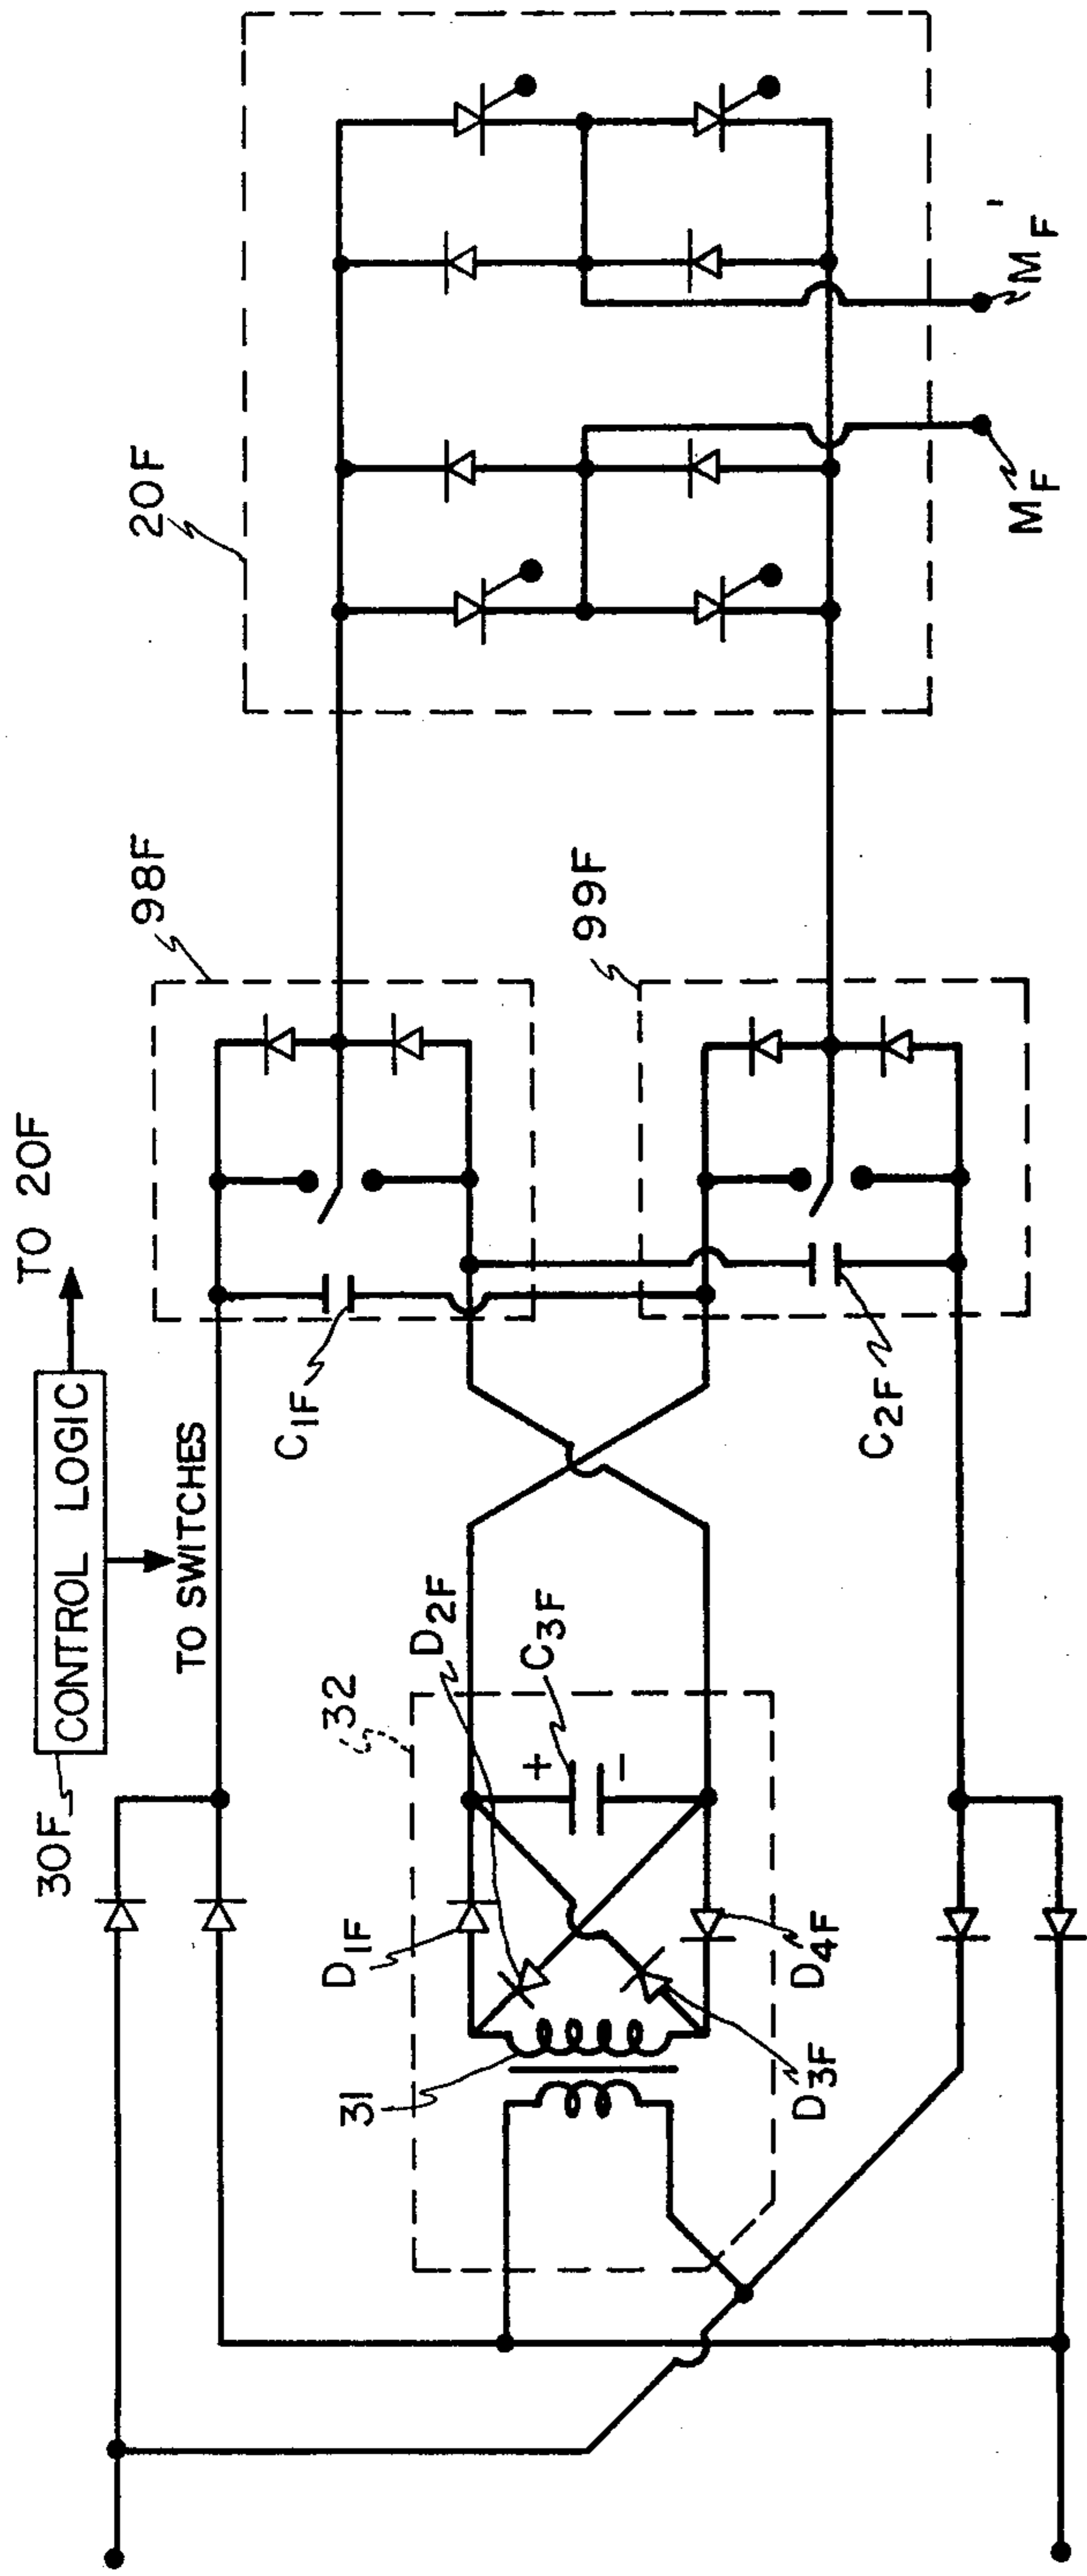 30F
CONTROL LOGIC
TO 20F
TO SWITCHES
98F
99F
20F
C1F
C2F
32
D2F
C3F
+
−
D1F
D4F
31
D3F
MF
MF'